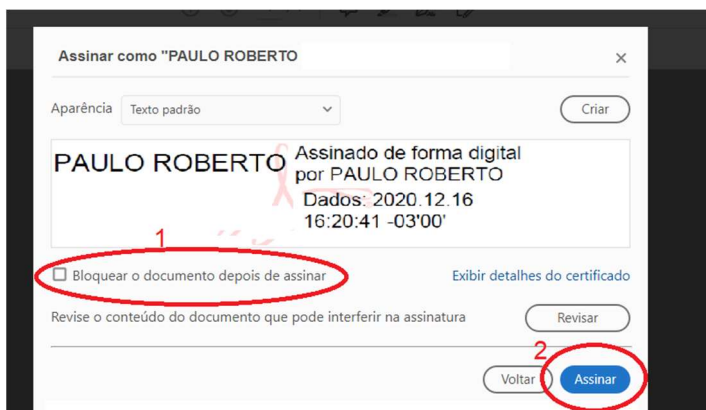 Assinar como "PAULO ROBERTO
Aparência Texto padrão Criar
PAULO ROBERTO
Assinado de forma digital
por PAULO ROBERTO
Dados: 2020.12.16
16:20:41 -03'00'
1
Bloquear o documento depois de assinar Exibir detalhes do certificado
Revise o conteúdo do documento que pode interferir na assinatura Revisar
2
Voltar Assinar